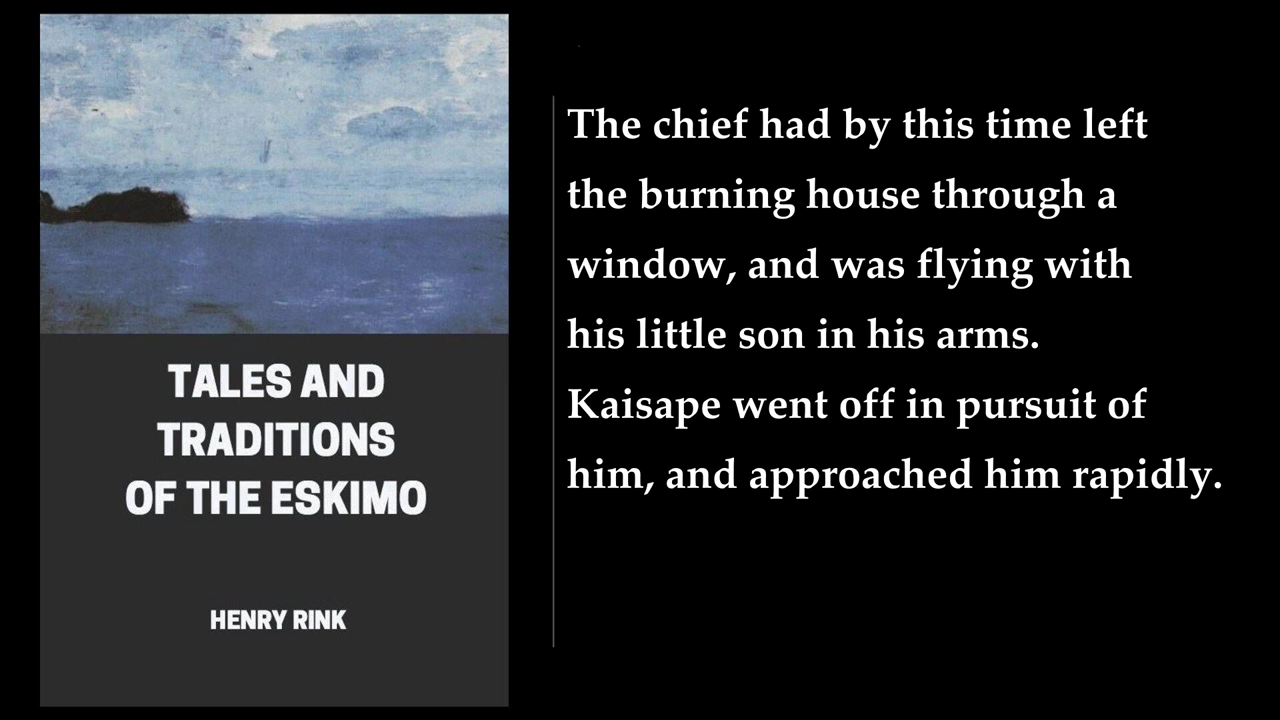 TALES AND
TRADITIONS
OF THE ESKIMO
HENRY RINK
The chief had by this time left
the burning house through a
window, and was flying with
his little son in his arms.
Kaisape went off in pursuit of
him, and approached him rapidly.